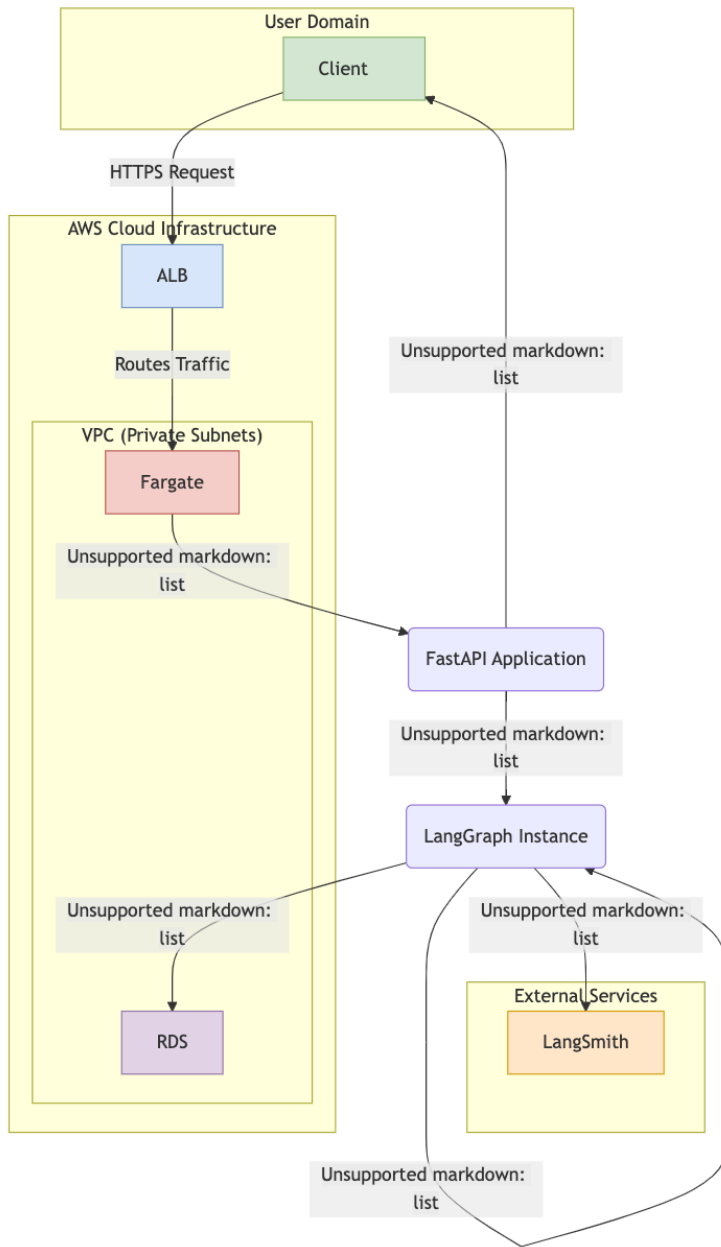 User Domain
Client
HTTPS Request
AWS Cloud Infrastructure
ALB
Routes Traffic
Unsupported markdown:
list
VPC (Private Subnets)
Fargate
Unsupported markdown:
list
FastAPI Application
Unsupported markdown:
list
LangGraph Instance
Unsupported markdown:
list
Unsupported markdown:
list
External Services
RDS
LangSmith
Unsupported markdown:
list